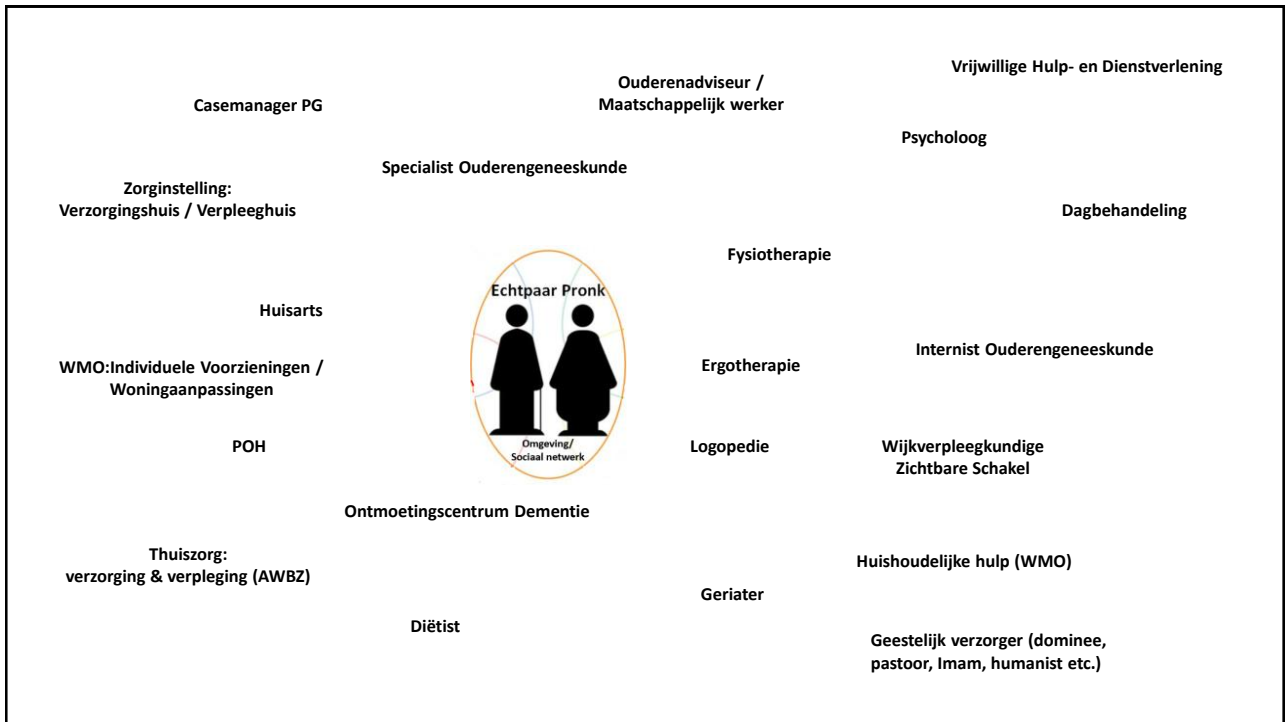 Vrijwillige Hulp- en Dienstverlening
Ouderenadviseur /
Maatschappelijk werker
Casemanager PG
Psycholoog
Specialist Ouderengeneeskunde
Zorginstelling:
Verzorgingshuis / Verpleeghuis
Dagbehandeling
Fysiotherapie
Echtpaar Pronk
Huisarts
Internist Ouderengeneeskunde
WMO:Individuele Voorzieningen /
Woningaanpassingen
Ergotherapie
Omgeving/
Sociaal netwerk
POH
Logopedie
Wijkverpleegkundige
Zichtbare Schakel
Ontmoetingscentrum Dementie
Thuiszorg:
verzorging & verpleging (AWBZ)
Huishoudelijke hulp (WMO)
Geriater
Diëtist
Geestelijk verzorger (dominee,
pastoor, Imam, humanist etc.)